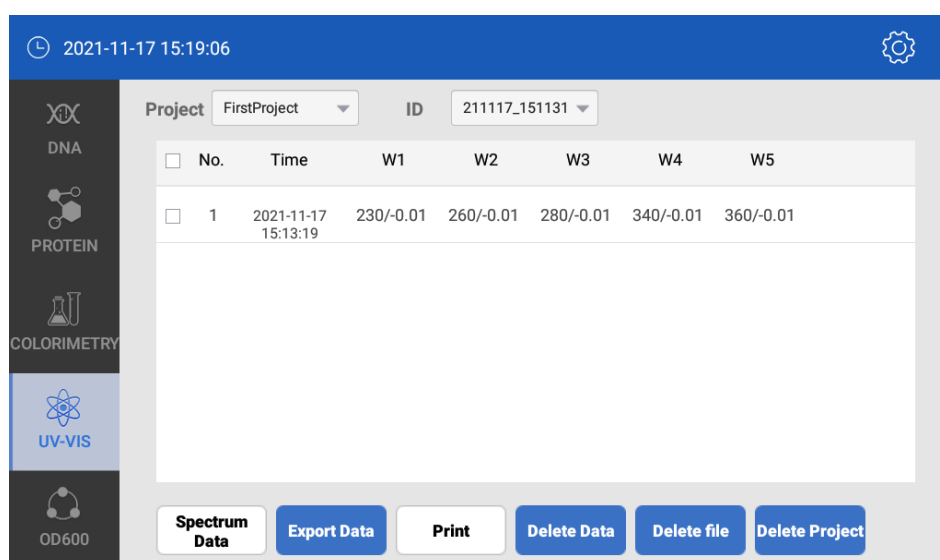 2021-11-17 15:19:06
DNA
PROTEIN
COLORIMETRY
UV-VIS
OD600
Project FirstProject ID 211117_151131
No. Time W1 W2 W3 W4 W5
1 2021-11-17 230/-0.01 260/-0.01 280/-0.01 340/-0.01 360/-0.01
15:13:19
Spectrum
Data
Export Data
Print
Delete Data
Delete file
Delete Project